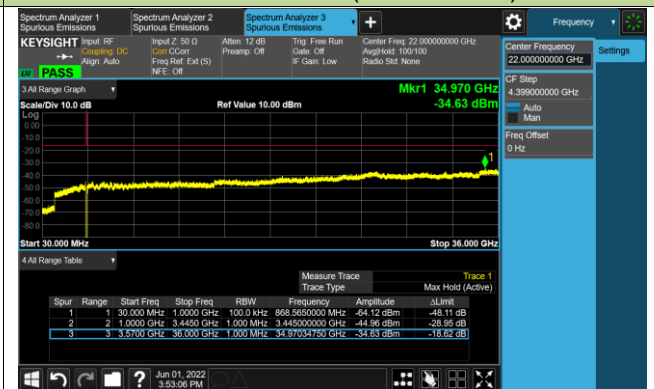 Spectrum Analyzer 1
Spurious Emissions
Spectrum Analyzer 2
Spurious Emissions
Spectrum Analyzer 3
Spurious Emissions
Frequency
KEYSIGHT
Input: RF
Coupling: DC
Align: Auto
Input Z: 50 Ω
Corr CCorr
Freq Ref: Ext (S)
NFE: Off
Atten: 12 dB
Preamp: Off
Trig: Free Run
Gate: Off
IF Gain: Low
Center Freq: 22.000000000 GHz
Avg|Hold: 100/100
Radio Std: None
PASS
Center Frequency
22.000000000 GHz
Settings
CF Step
4.399000000 GHz
Auto
Man
Freq Offset
0 Hz
3 All Range Graph
Mkr1 34.970 GHz
Scale/Div 10.0 dB
Ref Value 10.00 dBm
-34.63 dBm
Log
0.00
-10.0
-20.0
-30.0
-40.0
-50.0
-60.0
-70.0
-80.0
1
Start 30.000 MHz
Stop 36.000 GHz
4 All Range Table
Measure Trace Trace 1
Trace Type Max Hold (Active)
Spur Range Start Freq Stop Freq RBW Frequency Amplitude ΔLimit
1 1 30.000 MHz 1.0000 GHz 100.0 kHz 868.5650000 MHz -64.12 dBm -48.11 dB
2 2 1.0000 GHz 3.4450 GHz 1.000 MHz 3.445000000 GHz -44.96 dBm -28.95 dB
3 3 3.5700 GHz 36.000 GHz 1.000 MHz 34.97034750 GHz -34.63 dBm -18.62 dB
?
Jun 01, 2022
3:53:06 PM